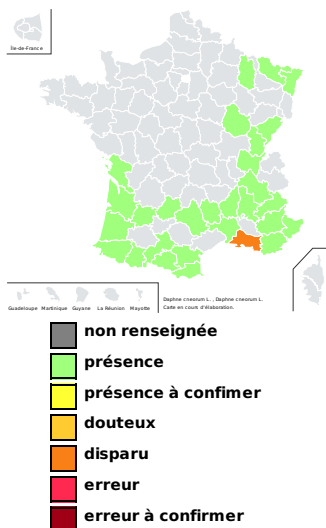 Île-de-France
Daphne cneorum L. , Daphne cneorum L.
Carte en cours d'élaboration.
Guadeloupe Martinique Guyane La Réunion Mayotte
non renseignée
présence
présence à confimer
douteux
disparu
erreur
erreur à confirmer